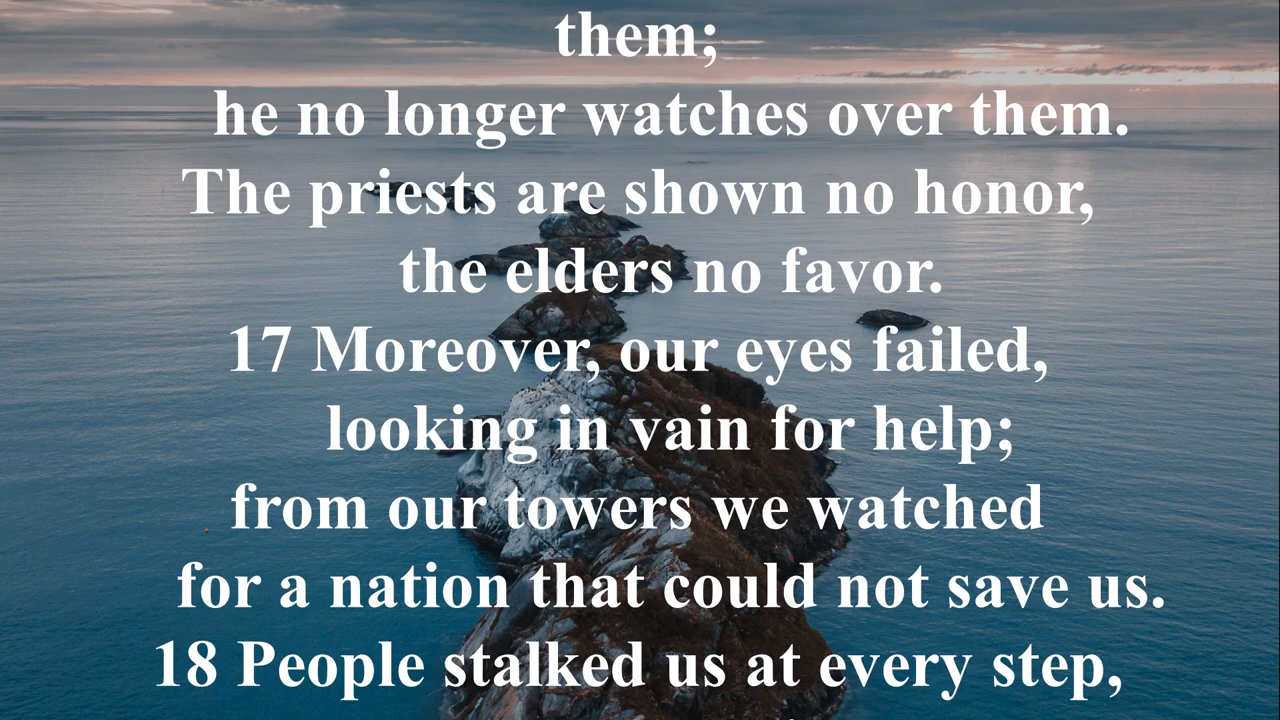 them;
he no longer watches over them.
The priests are shown no honor,
the elders no favor.
17 Moreover, our eyes failed,
looking in vain for help;
from our towers we watched
for a nation that could not save us.
18 People stalked us at every step,